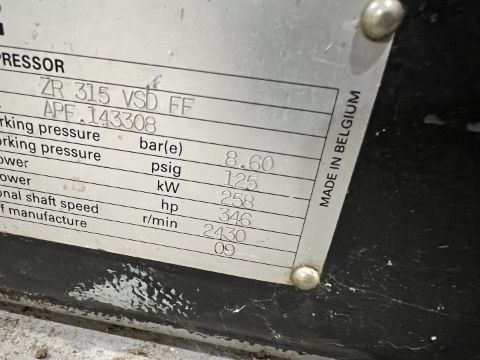 PRESSOR
ZR 315 VSD FF
APF.143308
rking pressure bar(e) 8.60
rking pressure psig 125
ower kW 258
ower hp 346
onal shaft speed r/min 2430
f manufacture 09
MADE IN BELGIUM